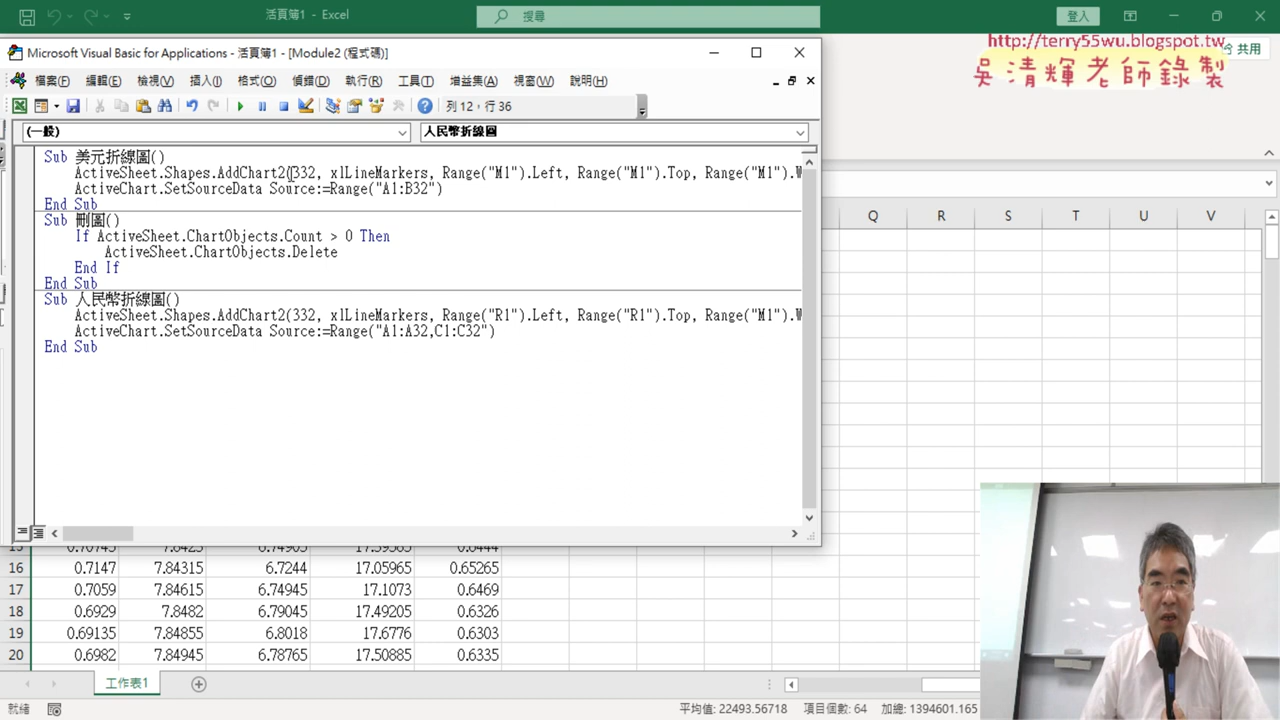 活頁簿1 - Excel
搜尋
登入
http://terry55wu.blogspot.tw
吳清輝老師錄製
共用
Microsoft Visual Basic for Applications - 活頁簿1 - [Module2 (程式碼)]
檔案(F) 編輯(E) 檢視(V) 插入(I) 格式(O) 偵錯(D) 執行(R) 工具(T) 增益集(A) 視窗(W) 說明(H)
列 12，行 36
(一般) 人民幣折線圖
Sub 美元折線圖()
ActiveSheet.Shapes.AddChart2(332, xlLineMarkers, Range("M1").Left, Range("M1").Top, Range("M1").W
ActiveChart.SetSourceData Source:=Range("A1:B32")
End Sub
Sub 刪圖()
If ActiveSheet.ChartObjects.Count > 0 Then
ActiveSheet.ChartObjects.Delete
End If
End Sub
Sub 人民幣折線圖()
ActiveSheet.Shapes.AddChart2(332, xlLineMarkers, Range("R1").Left, Range("R1").Top, Range("M1").W
ActiveChart.SetSourceData Source:=Range("A1:A32,C1:C32")
End Sub
Q R S T U V
16 0.7147 7.84315 6.7244 17.05965 0.65265
17 0.7059 7.84615 6.74945 17.1073 0.6469
18 0.6929 7.8482 6.79045 17.49205 0.6326
19 0.69135 7.84855 6.8018 17.6776 0.6303
20 0.6982 7.84945 6.78765 17.50885 0.6335
工作表1
就緒
平均值: 22493.56718 項目個數: 64 加總: 1394601.165